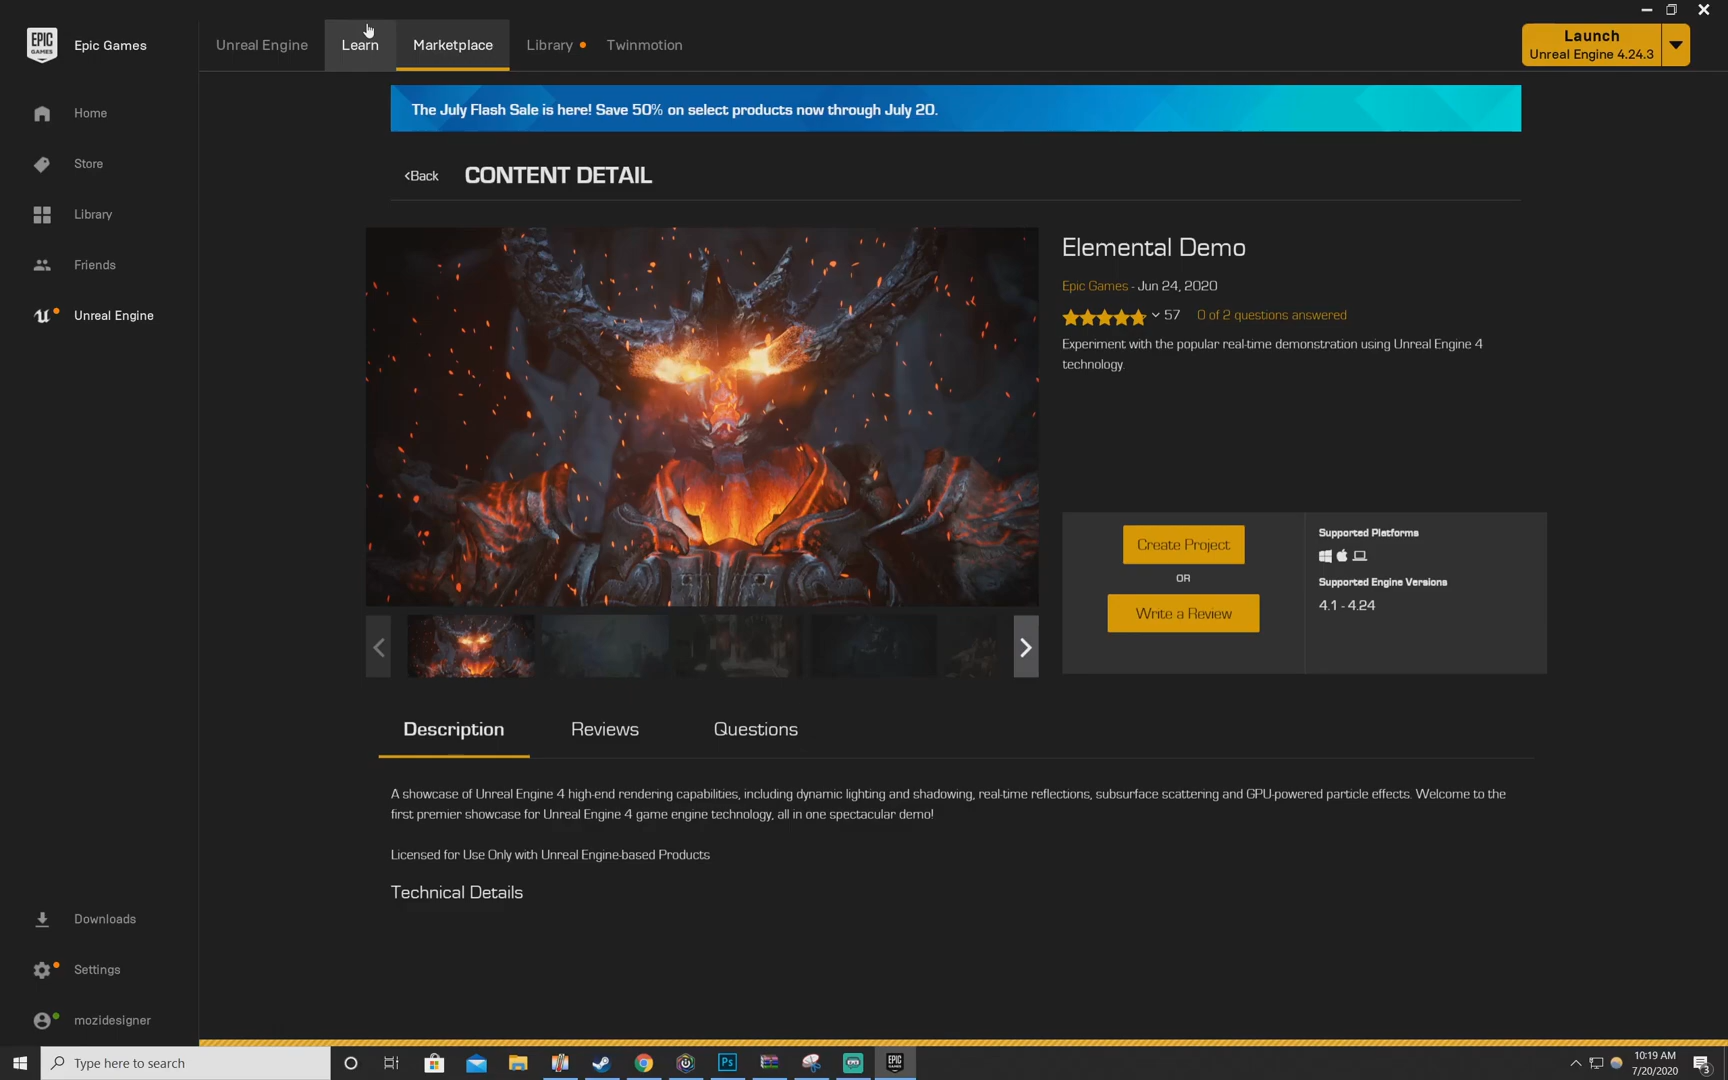 EPIC GAMES
Epic Games
Unreal Engine
Learn
Marketplace
Library
Twinmotion
Launch
Unreal Engine 4.24.3
Home
Store
Library
Friends
Unreal Engine
The July Flash Sale is here! Save 50% on select products now through July 20.
<Back
CONTENT DETAIL
Elemental Demo
Epic Games - Jun 24, 2020
57 0 of 2 questions answered
Experiment with the popular real-time demonstration using Unreal Engine 4
technology.
Create Project
OR
Write a Review
Supported Platforms
Supported Engine Versions
4.1 - 4.24
Description
Reviews
Questions
A showcase of Unreal Engine 4 high-end rendering capabilities, including dynamic lighting and shadowing, real-time reflections, subsurface scattering and GPU-powered particle effects. Welcome to the
first premier showcase for Unreal Engine 4 game engine technology, all in one spectacular demo!
Licensed for Use Only with Unreal Engine-based Products
Technical Details
Downloads
Settings
mozidesigner
Type here to search
Ps
EPIC GAMES
10:19 AM
7/20/2020
3